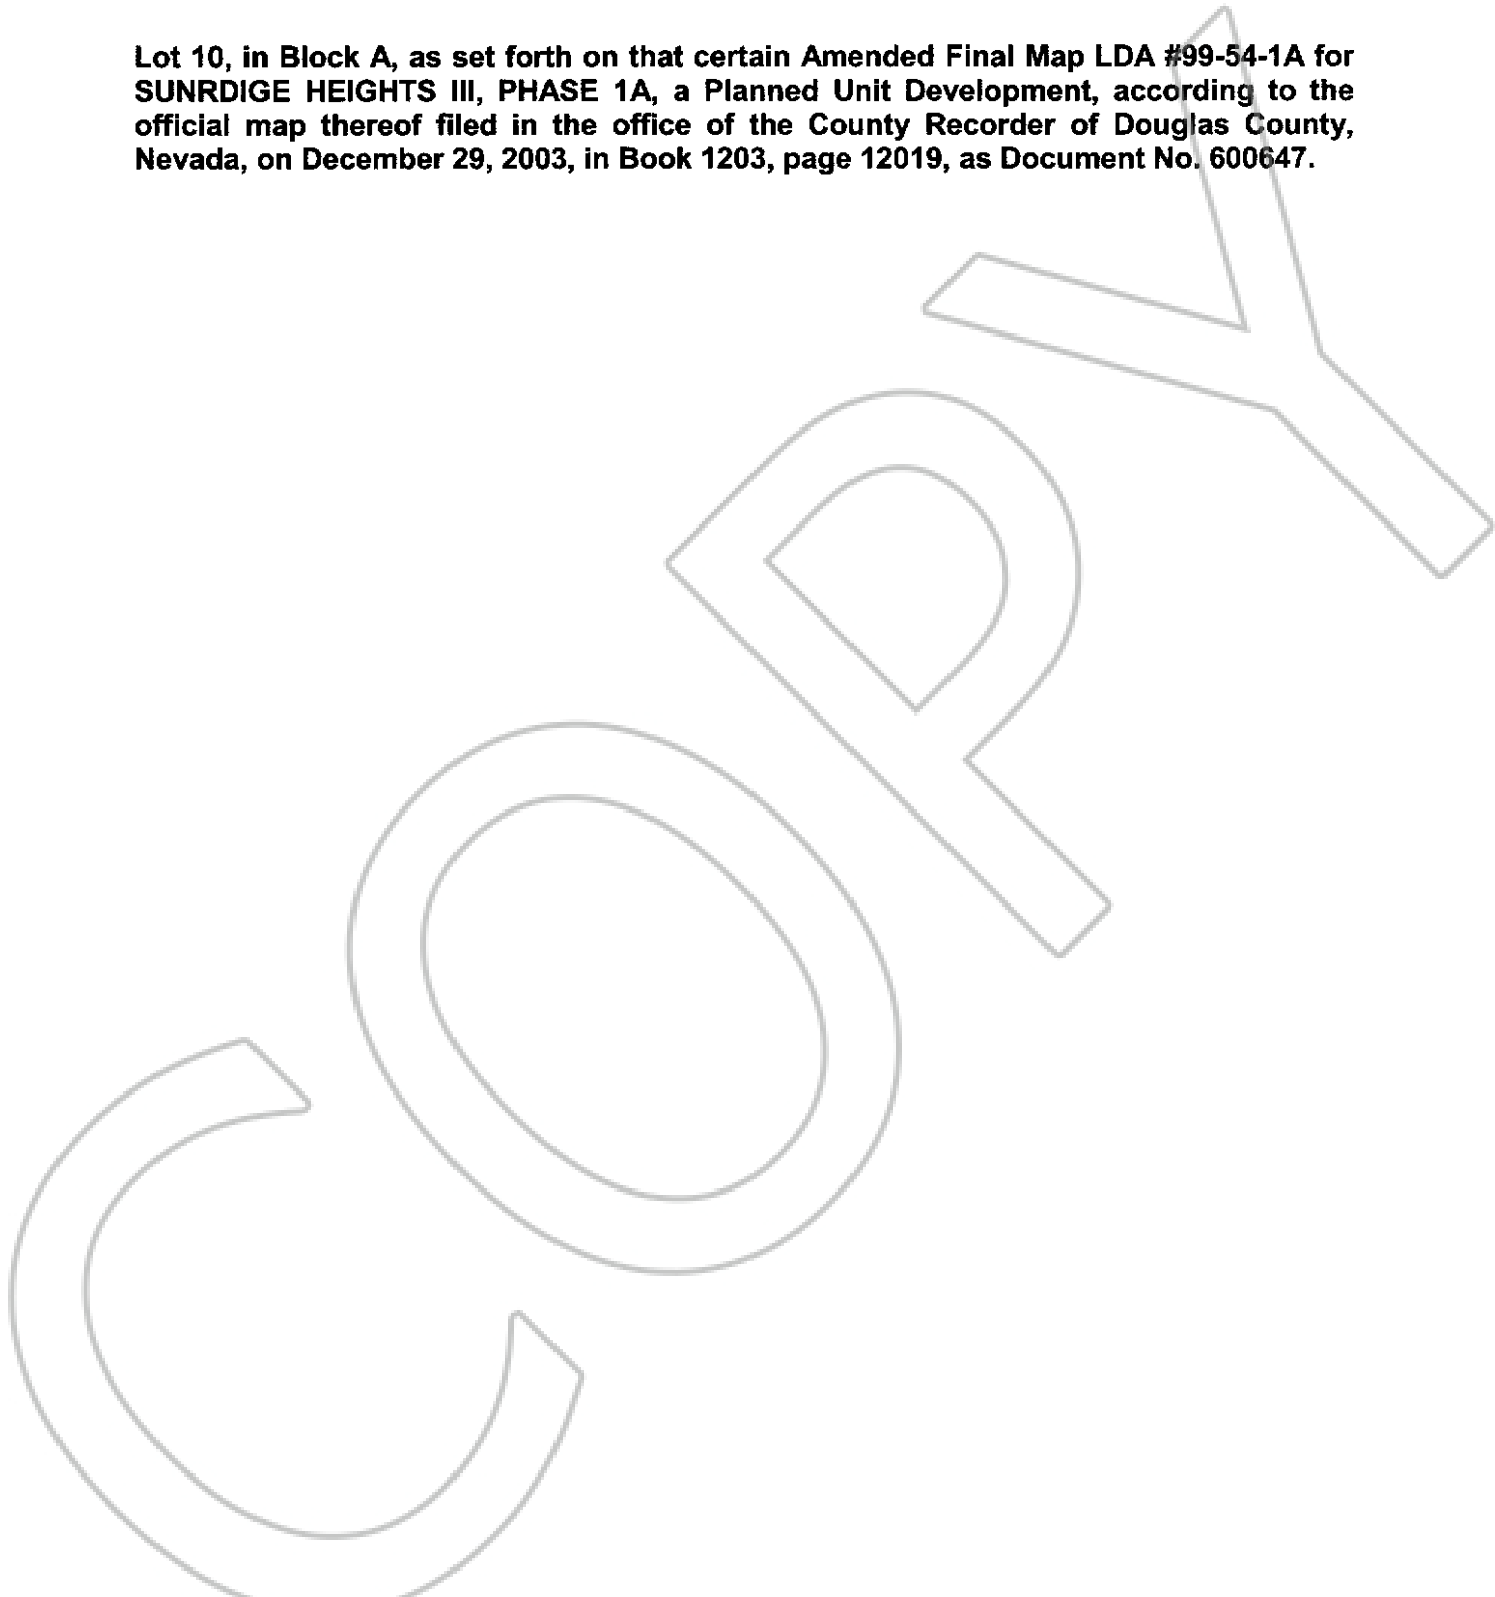 Lot 10, in Block A, as set forth on that certain Amended Final Map LDA #99-54-1A for
SUNRDIGE HEIGHTS III, PHASE 1A, a Planned Unit Development, according to the
official map thereof filed in the office of the County Recorder of Douglas County,
Nevada, on December 29, 2003, in Book 1203, page 12019, as Document No. 600647.
COPY